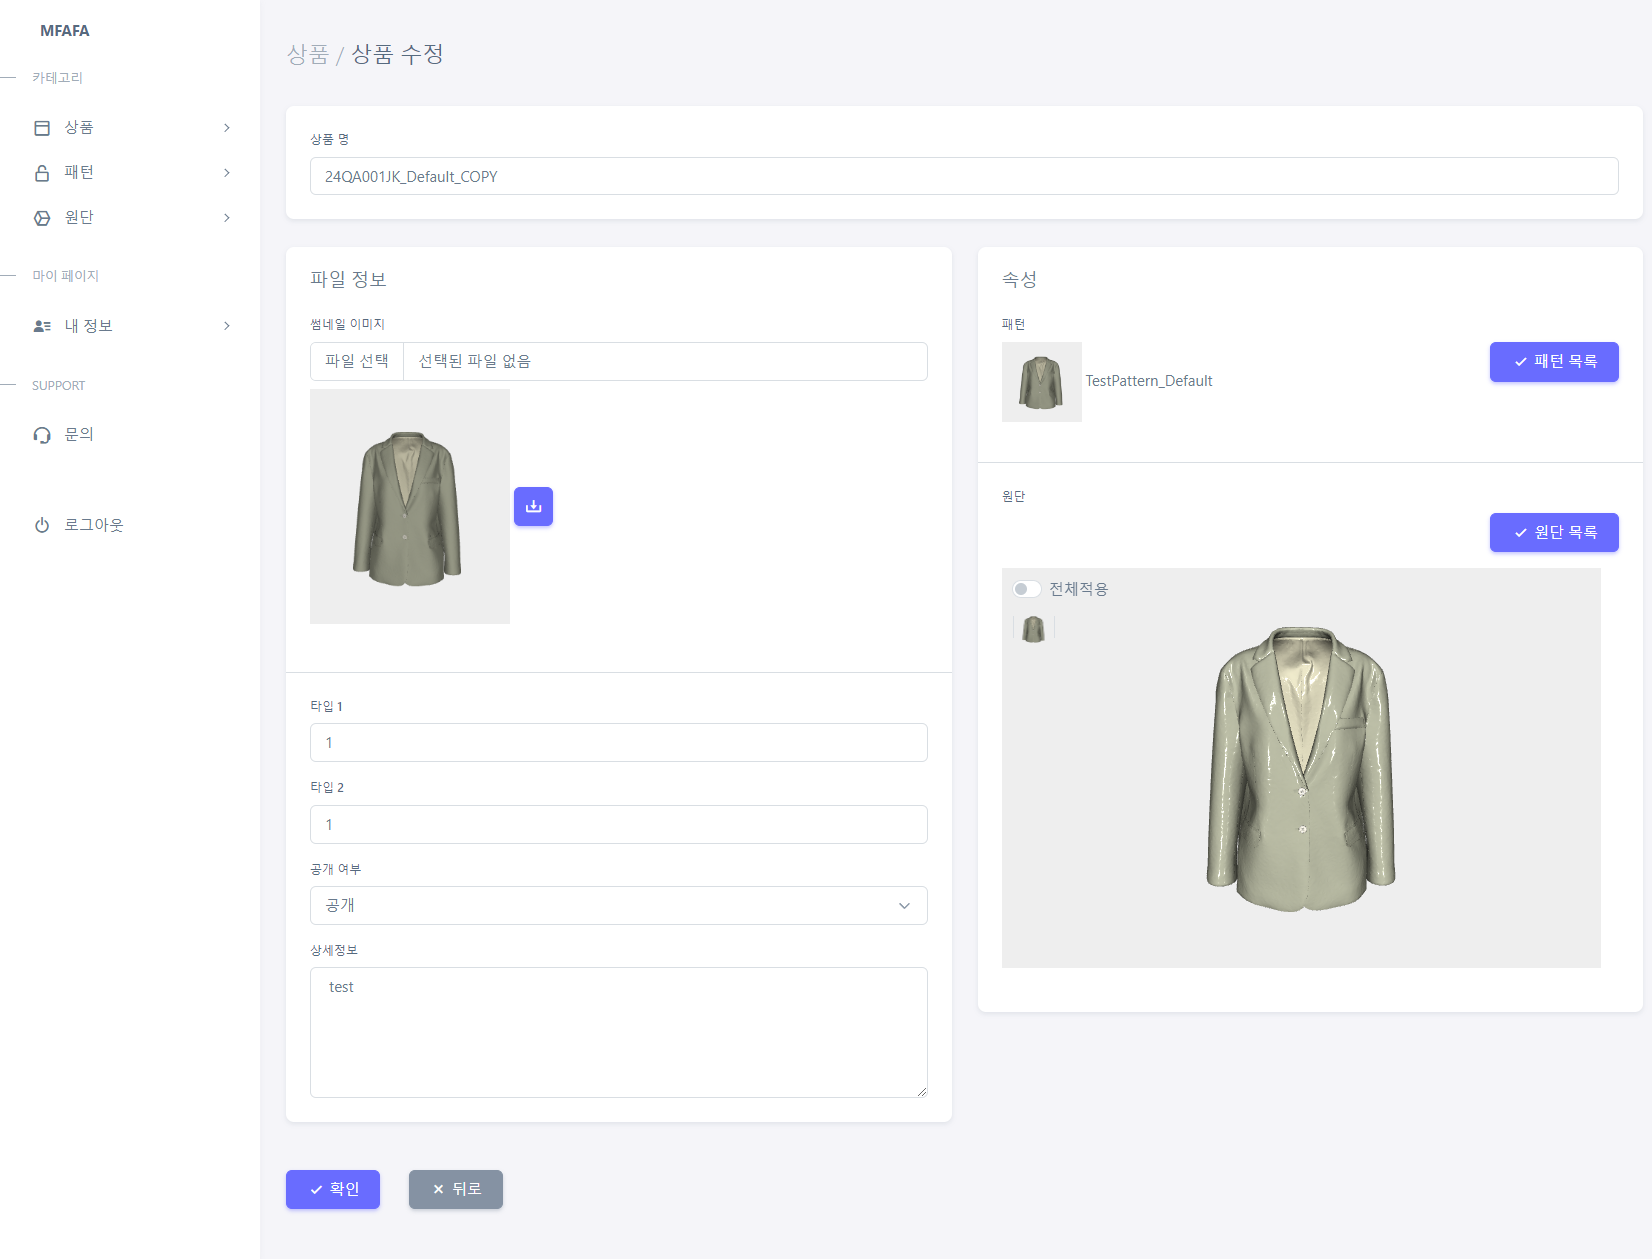 MFAFA
카테고리
상품
패턴
원단
마이 페이지
내 정보
SUPPORT
문의
로그아웃
상품 / 상품 수정
상품 명
24QA001JK_Default_COPY
파일 정보
썸네일 이미지
파일 선택 선택된 파일 없음
타입 1
1
타입 2
1
공개 여부
공개
상세정보
test
속성
패턴
TestPattern_Default
패턴 목록
원단
원단 목록
전체적용
확인
뒤로